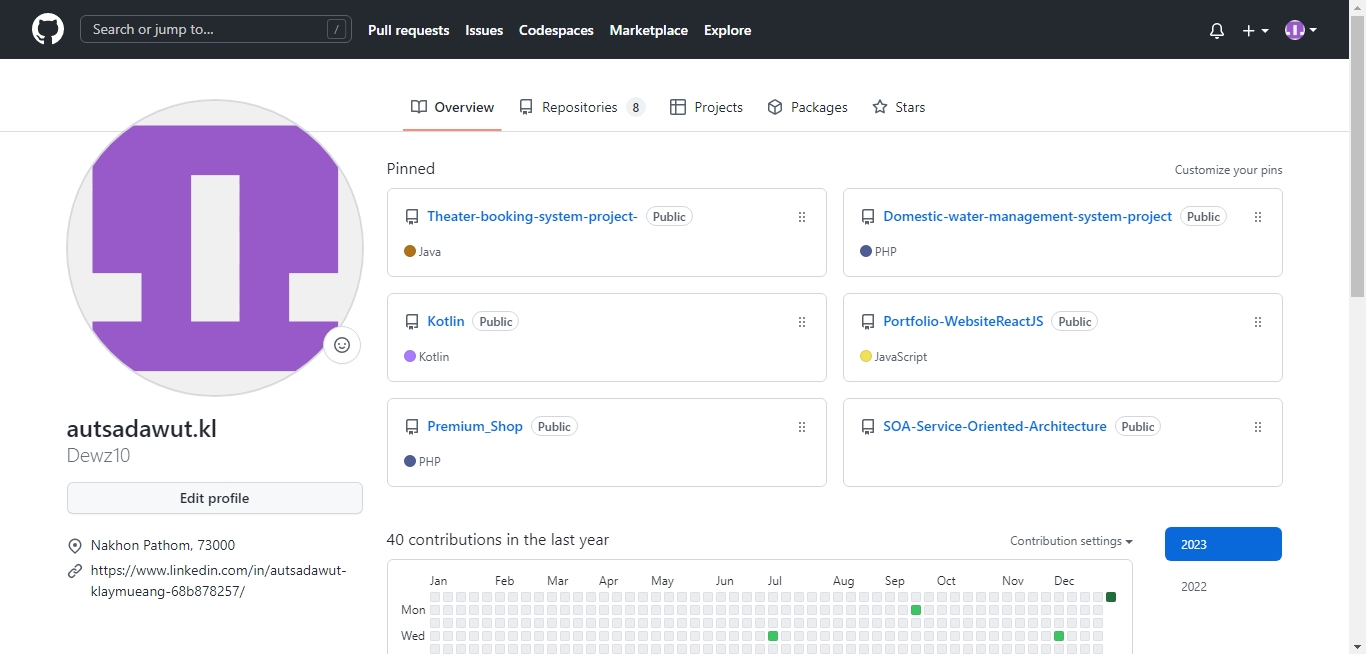 Search or jump to... /
Pull requests Issues Codespaces Marketplace Explore
Overview Repositories 8 Projects Packages Stars
Pinned
Customize your pins
Theater-booking-system-project- Public
Java
Domestic-water-management-system-project Public
PHP
Kotlin Public
Kotlin
Portfolio-WebsiteReactJS Public
JavaScript
Premium_Shop Public
PHP
SOA-Service-Oriented-Architecture Public
autsadawut.kl
Dewz10
Edit profile
Nakhon Pathom, 73000
https://www.linkedin.com/in/autsadawut-
klaymueang-68b878257/
40 contributions in the last year
Contribution settings
2023
2022
Jan Feb Mar Apr May Jun Jul Aug Sep Oct Nov Dec
Mon
Wed